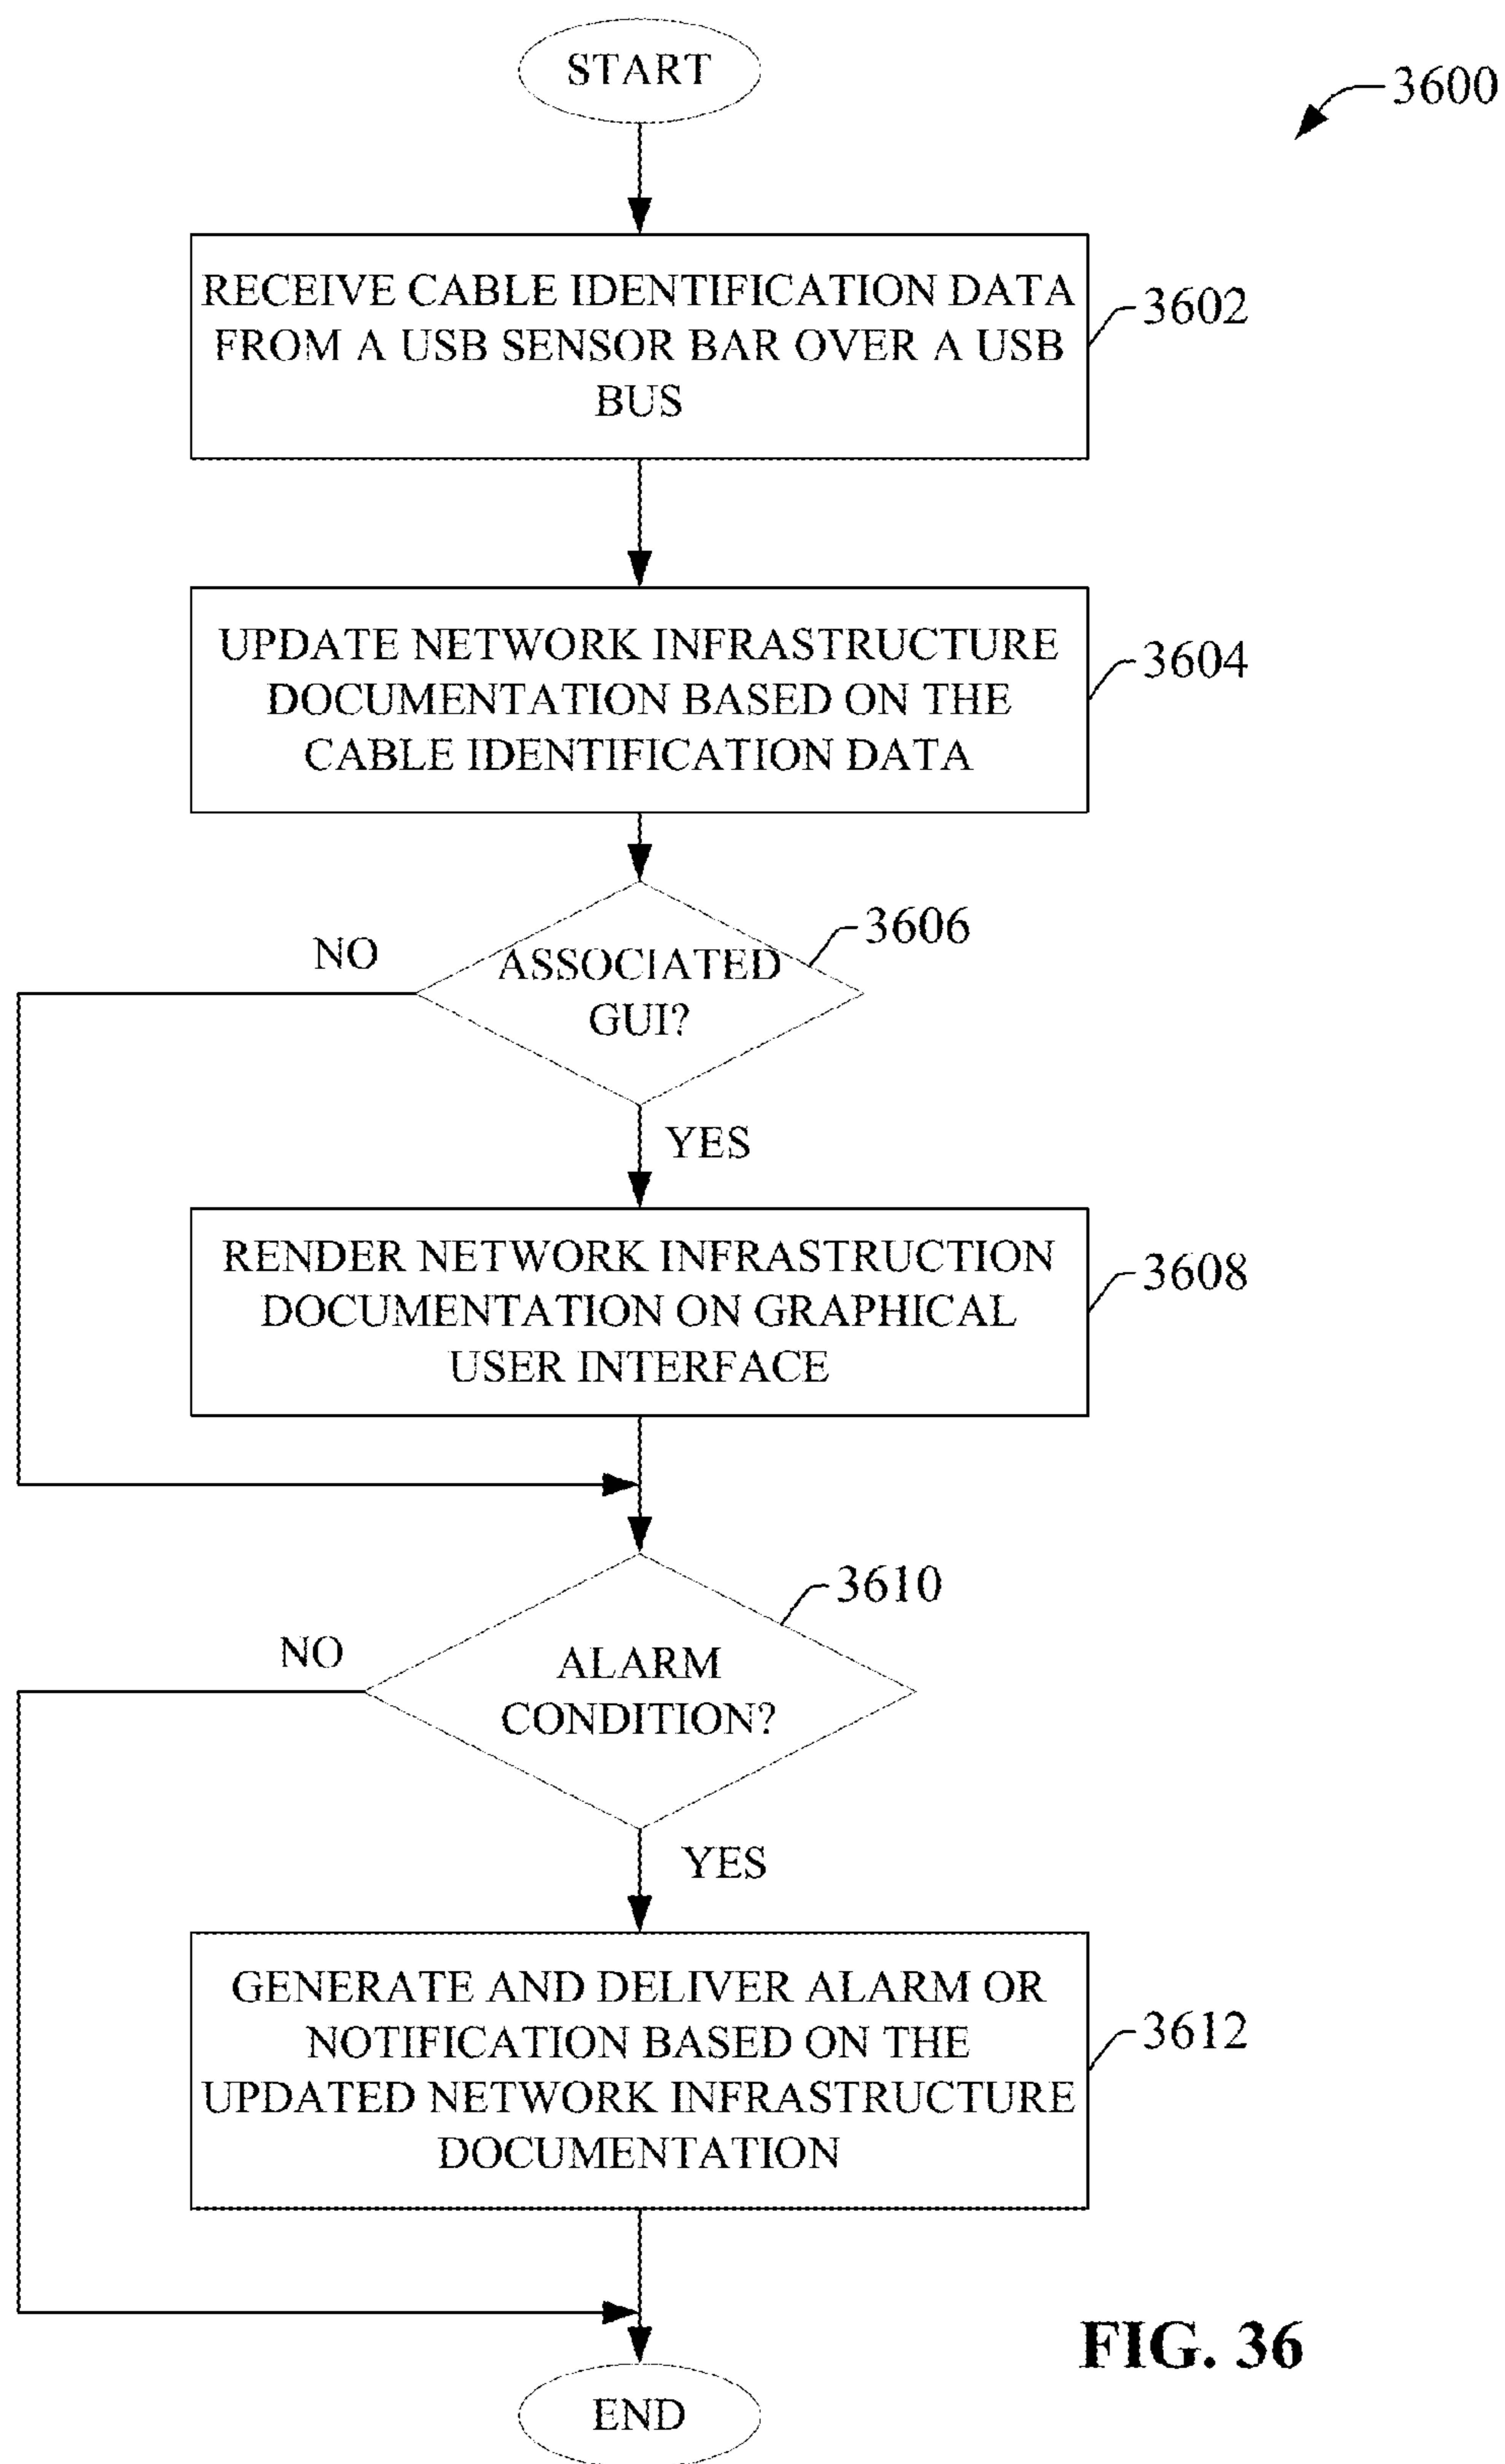 START
3600
RECEIVE CABLE IDENTIFICATION DATA
FROM A USB SENSOR BAR OVER A USB
BUS
3602
UPDATE NETWORK INFRASTRUCTURE
DOCUMENTATION BASED ON THE
CABLE IDENTIFICATION DATA
3604
NO
ASSOCIATED
GUI?
3606
YES
RENDER NETWORK INFRASTRUCTION
DOCUMENTATION ON GRAPHICAL
USER INTERFACE
3608
NO
ALARM
CONDITION?
3610
YES
GENERATE AND DELIVER ALARM OR
NOTIFICATION BASED ON THE
UPDATED NETWORK INFRASTRUCTURE
DOCUMENTATION
3612
END
FIG. 36